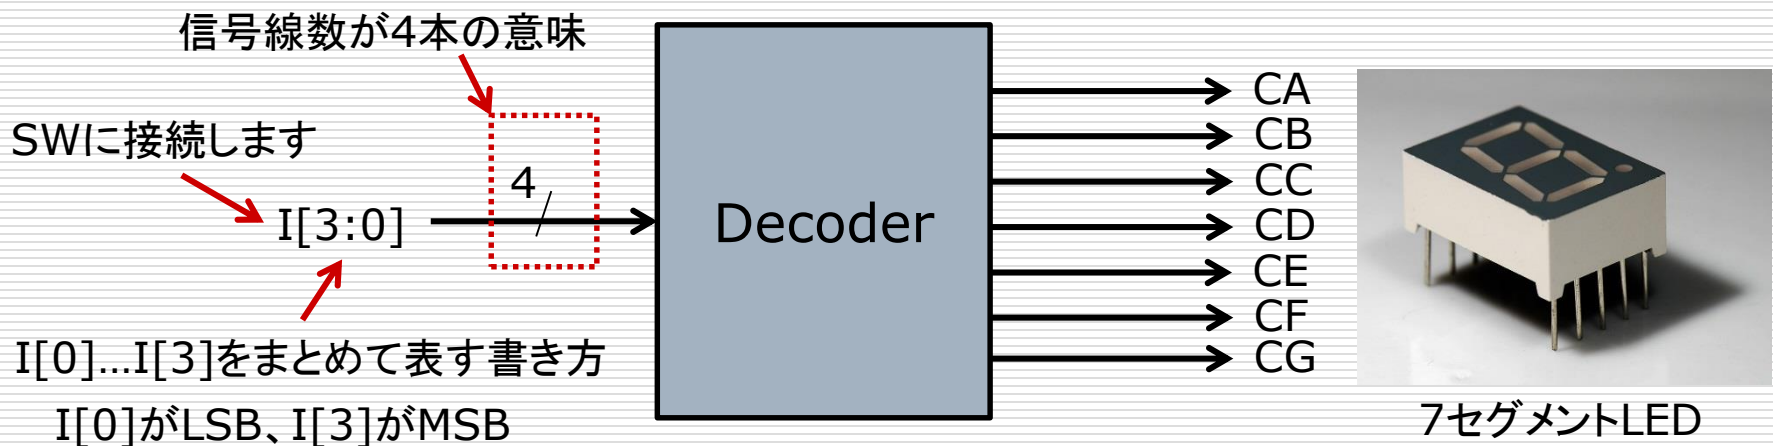 信号線数が4本の意味
SWに接続します
4
I[3:0]
I[0]…I[3]をまとめて表す書き方
I[0]がLSB、I[3]がMSB
Decoder
CA
CB
CC
CD
CE
CF
CG
7セグメントLED